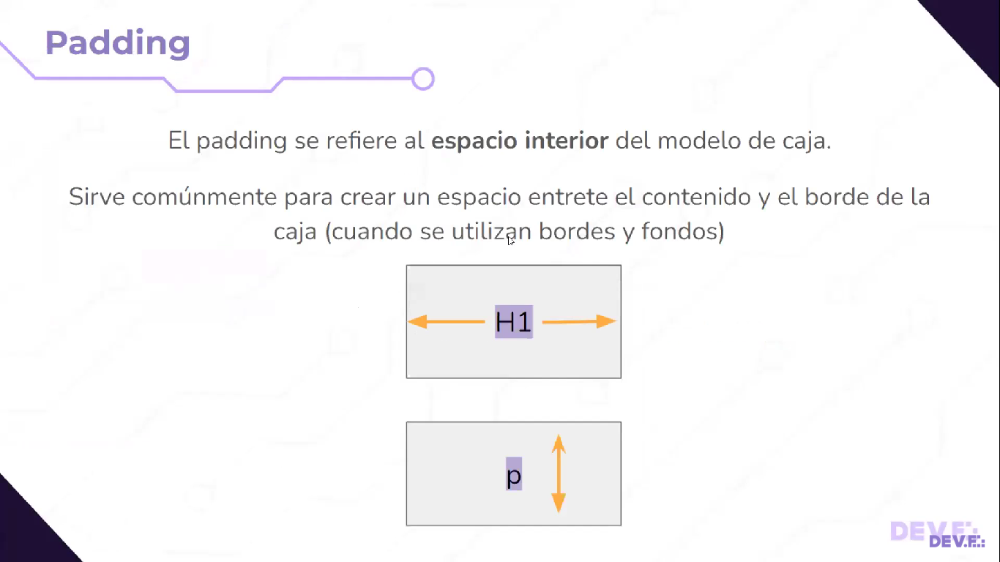 Padding
El padding se refiere al espacio interior del modelo de caja.
Sirve comúnmente para crear un espacio entrete el contenido y el borde de la
caja (cuando se utilizan bordes y fondos)
H1
p
DEV.F.:
DEV.F.: